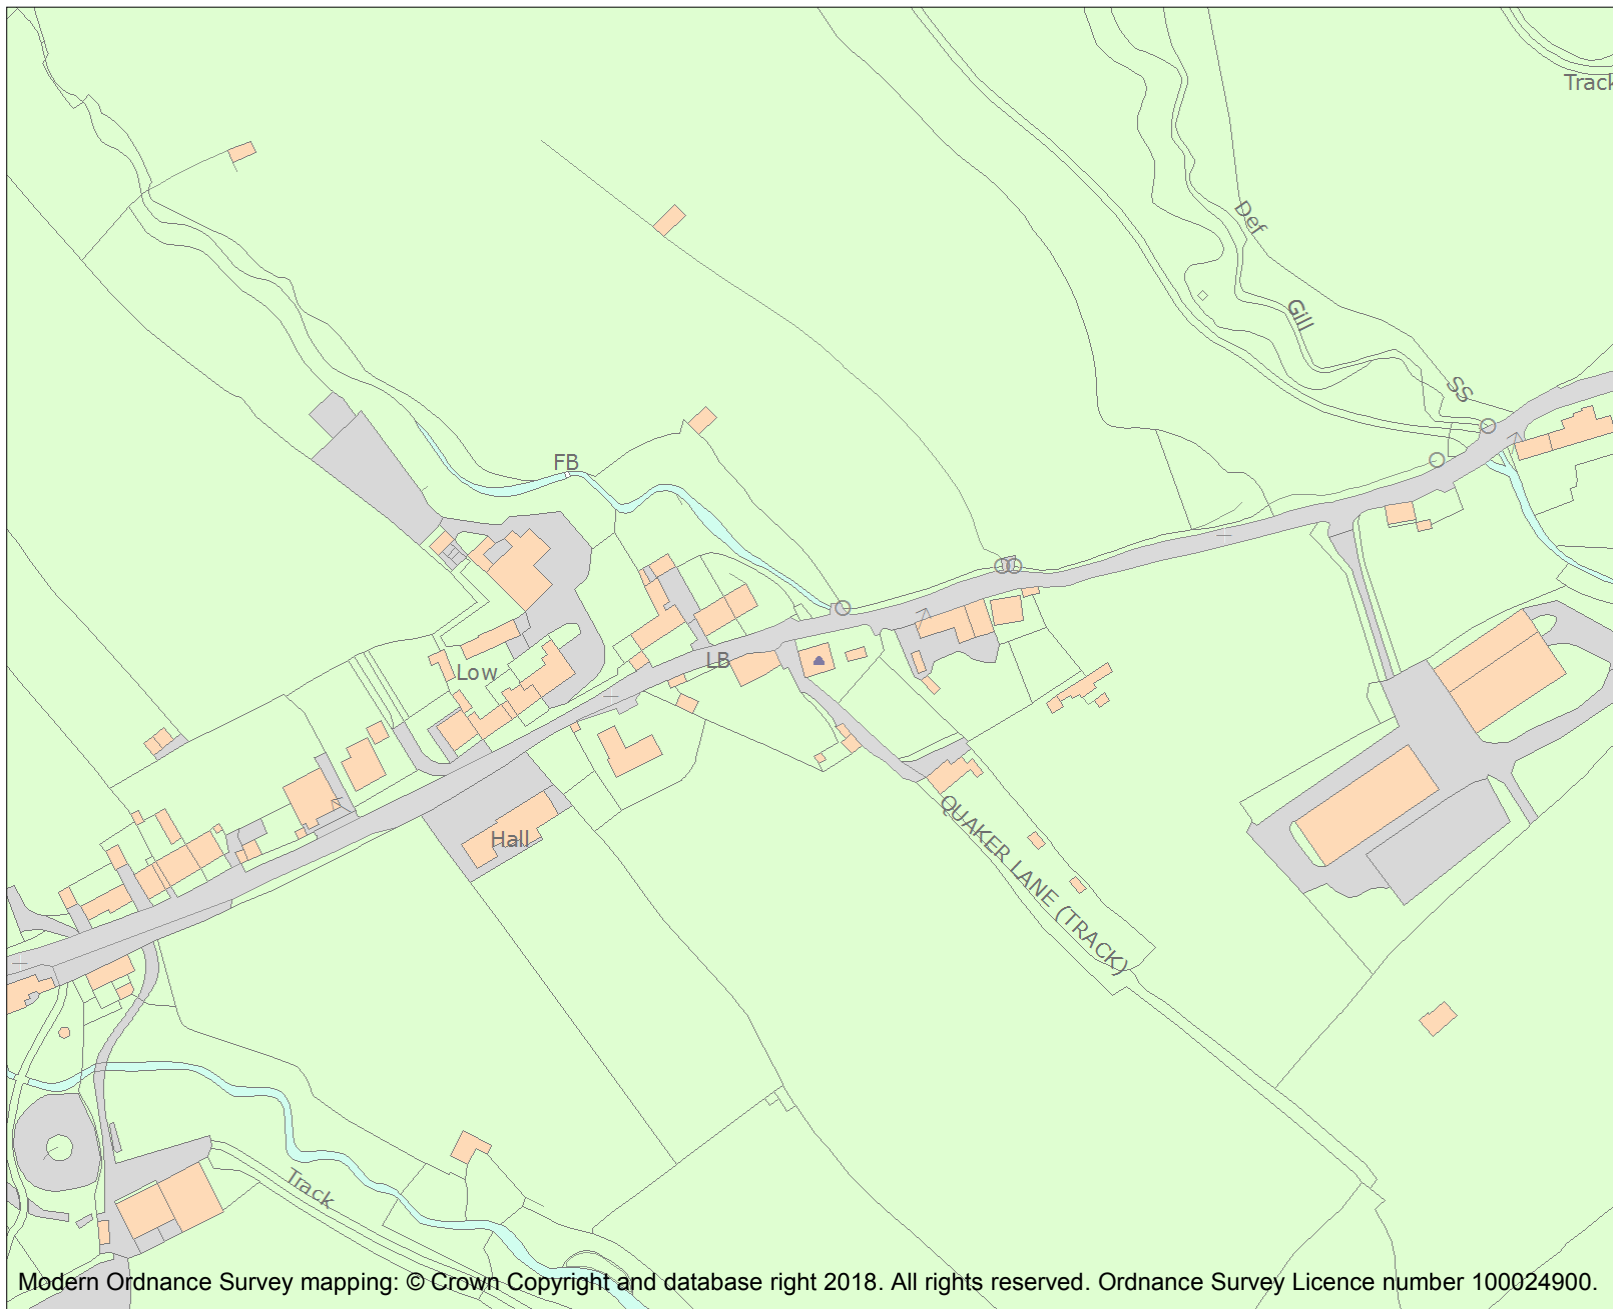 Track
Def
Gill
SS
FB
LB
Low
Hall
QUAKER LANE (TRACK)
Track
Modern Ordnance Survey mapping: © Crown Copyright and database right 2018. All rights reserved. Ordnance Survey Licence number 100024900.